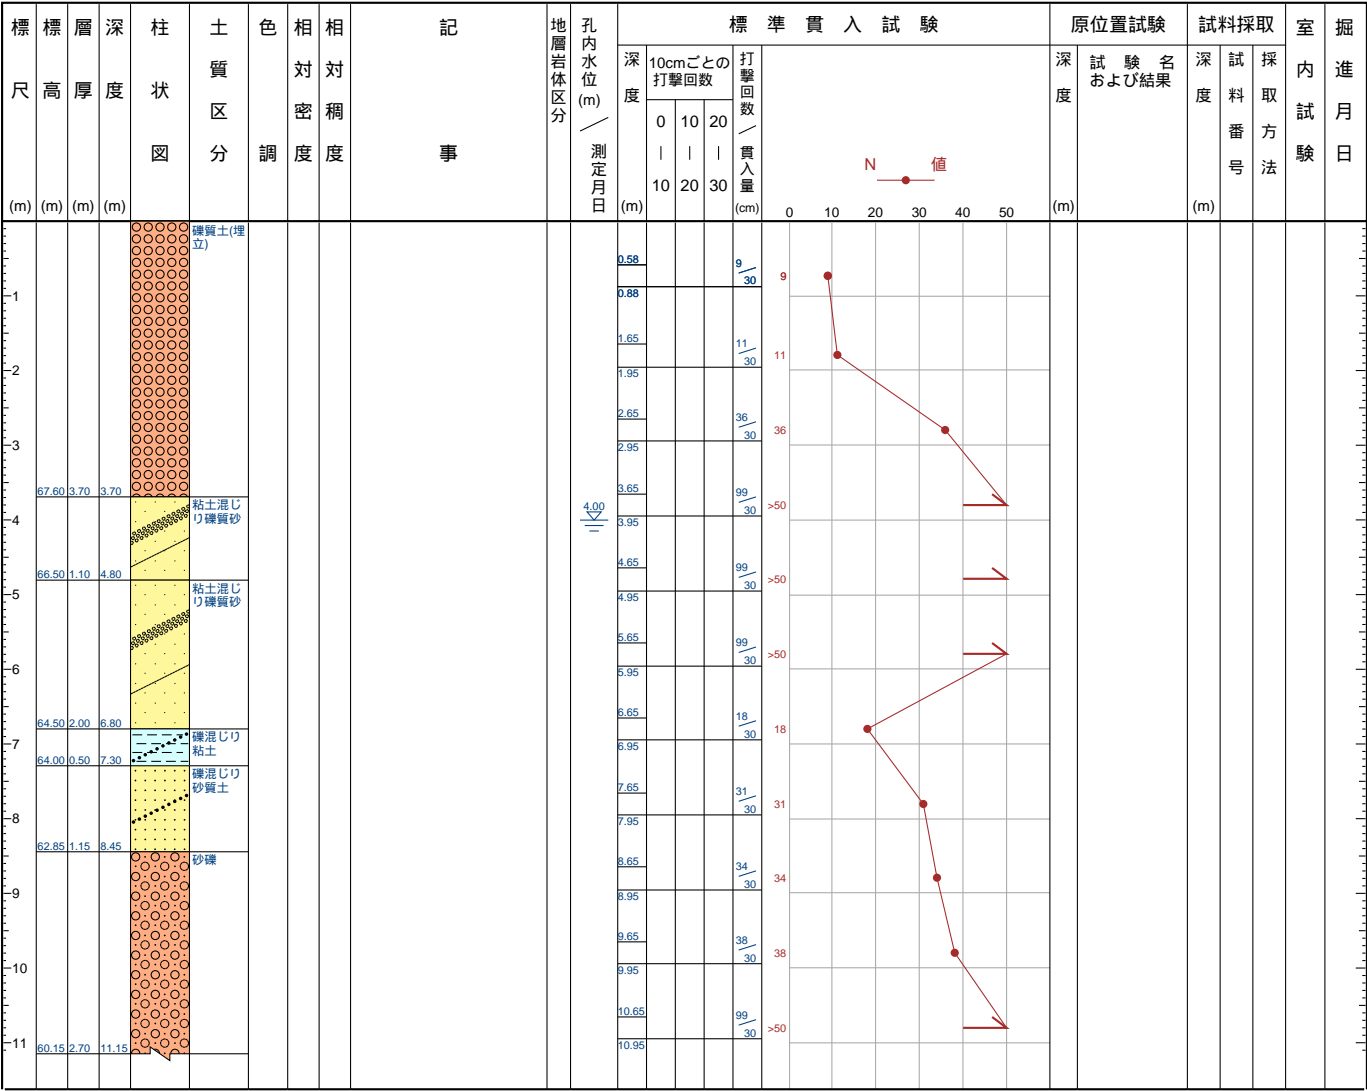 標尺(m)
標高(m)
層厚(m)
深度(m)
柱状図
土質区分
色調
相対密度
相対稠度
記事
地層岩体区分
孔内水位(m)／測定月日
標準貫入試験
深度(m)
10cmごとの
打撃回数
0 10 20
| | |
10 20 30
打撃回数／貫入量(cm)
N 値
0 10 20 30 40 50
原位置試験
深度(m)
試験名
および結果
試料採取
深度(m)
試料番号
採取方法
室内試験
掘進月日
礫質土(埋
立)
0.58 9/30 9
0.88
1
1.65 11/30 11
1.95
2
2.65 36/30 36
2.95
3
67.60 3.70 3.70
3.65 99/30 >50
粘土混じ
り礫質砂
4.00
3.95
4
66.50 1.10 4.80
4.65 99/30 >50
粘土混じ
り礫質砂
4.95
5
5.65 99/30 >50
5.95
6
64.50 2.00 6.80
6.65 18/30 18
礫混じり
粘土
6.95
7
64.00 0.50 7.30
礫混じり
砂質土
7.65 31/30 31
7.95
8
62.85 1.15 8.45
砂礫
8.65 34/30 34
8.95
9
9.65 38/30 38
9.95
10
10.65 99/30 >50
10.95
11
60.15 2.70 11.15